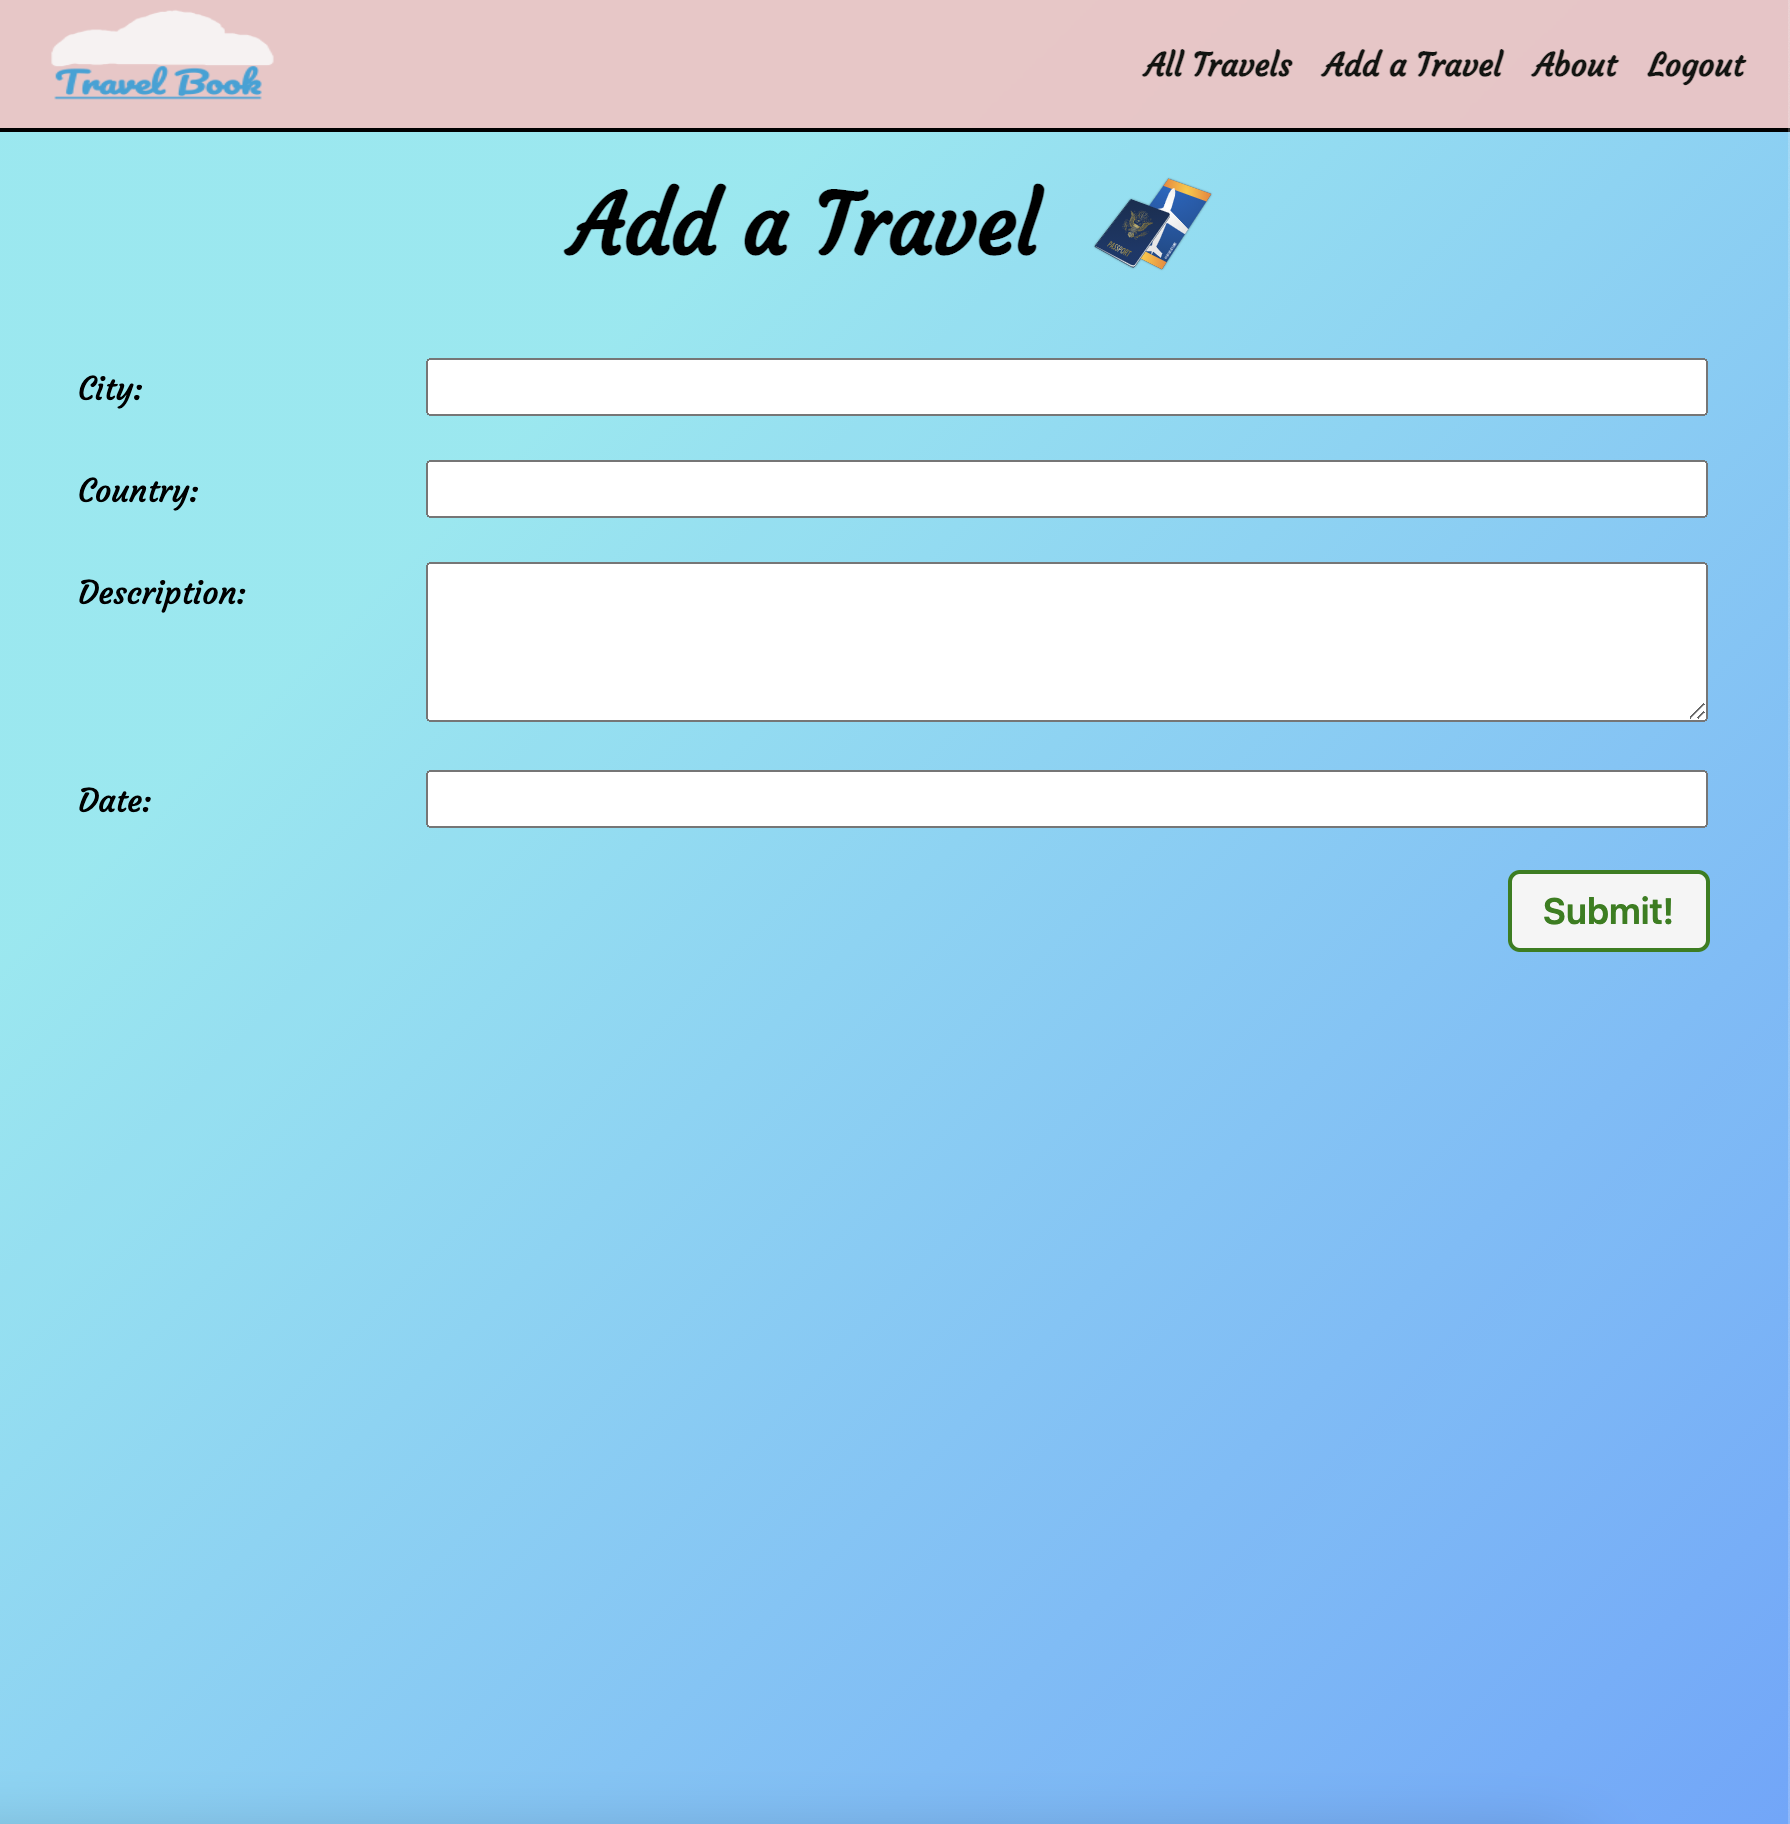 Travel Book
All Travels Add a Travel About Logout
Add a Travel
PASSPORT
City:
Country:
Description:
Date:
Submit!